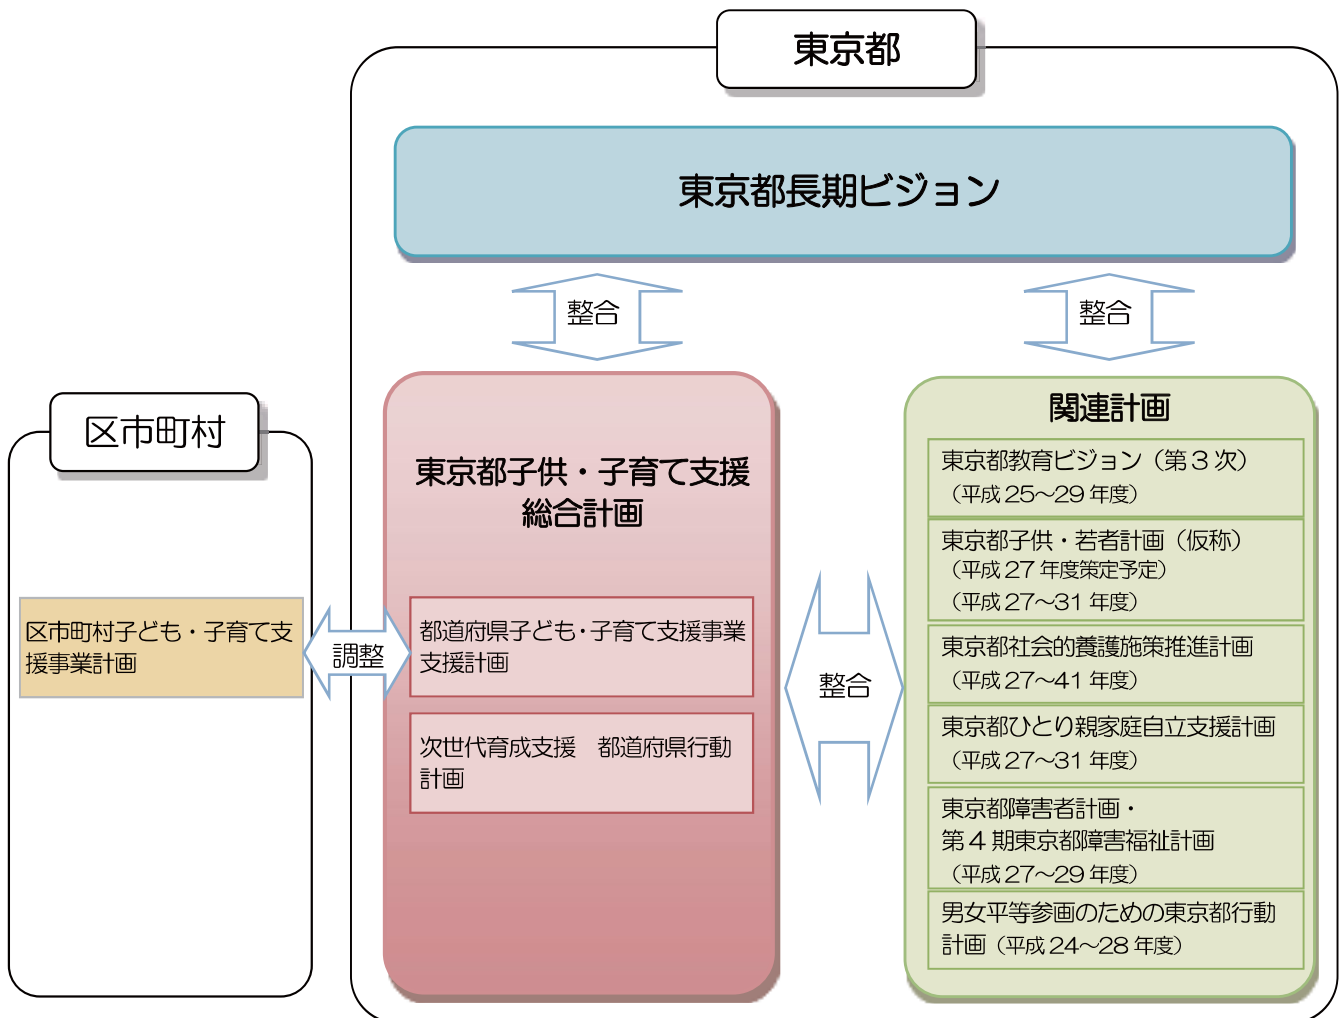 東京都
東京都長期ビジョン
整合
整合
区市町村
区市町村子ども・子育て支
援事業計画
調整
東京都子供・子育て支援
総合計画
都道府県子ども・子育て支援事業
支援計画
次世代育成支援　都道府県行動
計画
整合
関連計画
東京都教育ビジョン（第３次）
（平成25～29年度）
東京都子供・若者計画（仮称）
（平成27年度策定予定）
（平成27～31年度）
東京都社会的養護施策推進計画
（平成27～41年度）
東京都ひとり親家庭自立支援計画
（平成27～31年度）
東京都障害者計画・
第４期東京都障害福祉計画
（平成27～29年度）
男女平等参画のための東京都行動
計画（平成24～28年度）